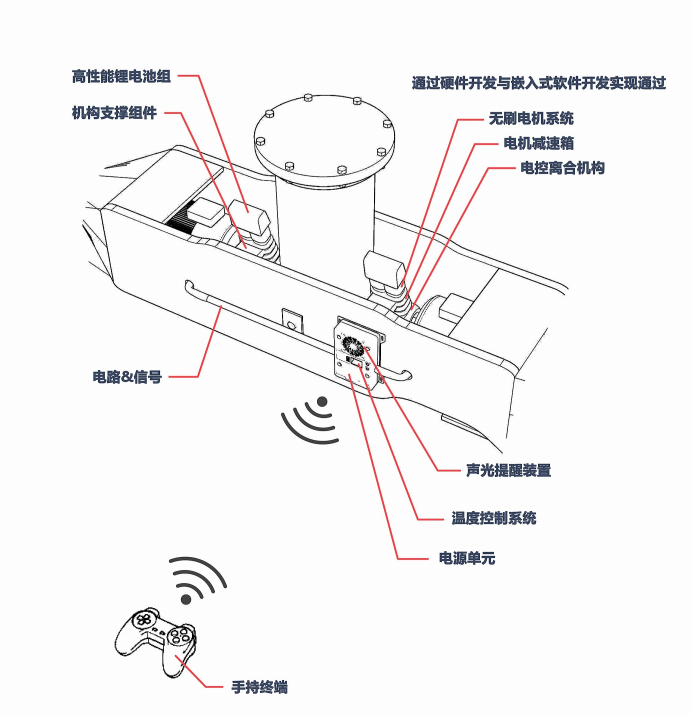 高性能锂电池组
通过硬件开发与嵌入式软件开发实现通过
机构支撑组件
无刷电机系统
电机减速箱
电控离合机构
电路&信号
声光提醒装置
温度控制系统
电源单元
手持终端